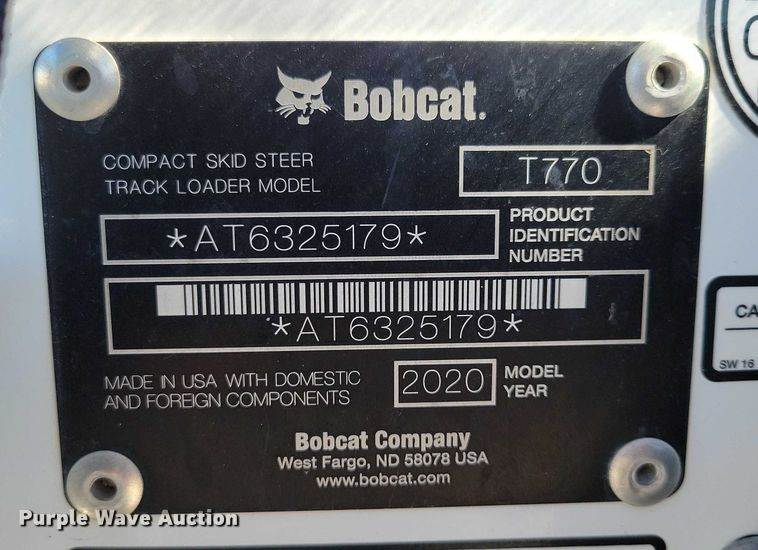 Bobcat.
COMPACT SKID STEER
TRACK LOADER MODEL
T770
*AT6325179*
PRODUCT
IDENTIFICATION
NUMBER
*AT6325179*
MADE IN USA WITH DOMESTIC
AND FOREIGN COMPONENTS
2020
MODEL
YEAR
Bobcat Company
West Fargo, ND 58078 USA
www.bobcat.com
CA
SW 16
Purple Wave Auction